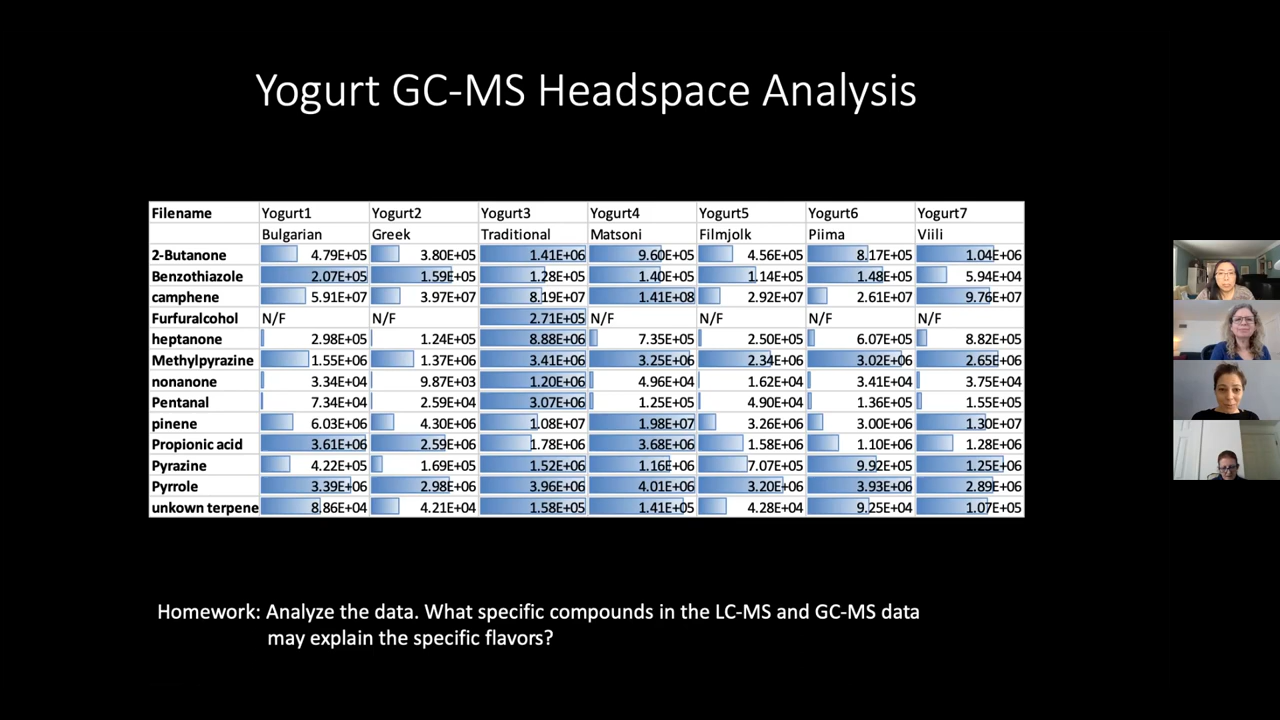 Yogurt GC-MS Headspace Analysis
Filename Yogurt1 Yogurt2 Yogurt3 Yogurt4 Yogurt5 Yogurt6 Yogurt7
Bulgarian Greek Traditional Matsoni Filmjolk Piima Viili
2-Butanone 4.79E+05 3.80E+05 1.41E+06 9.60E+05 4.56E+05 8.17E+05 1.04E+06
Benzothiazole 2.07E+05 1.59E+05 1.28E+05 1.40E+05 1.14E+05 1.48E+05 5.94E+04
camphene 5.91E+07 3.97E+07 8.19E+07 1.41E+08 2.92E+07 2.61E+07 9.76E+07
Furfuralcohol N/F N/F 2.71E+05 N/F N/F N/F N/F
heptanone 2.98E+05 1.24E+05 8.88E+06 7.35E+05 2.50E+05 6.07E+05 8.82E+05
Methylpyrazine 1.55E+06 1.37E+06 3.41E+06 3.25E+06 2.34E+06 3.02E+06 2.65E+06
nonanone 3.34E+04 9.87E+03 1.20E+06 4.96E+04 1.62E+04 3.41E+04 3.75E+04
Pentanal 7.34E+04 2.59E+04 3.07E+06 1.25E+05 4.90E+04 1.36E+05 1.55E+05
pinene 6.03E+06 4.30E+06 1.08E+07 1.98E+07 3.26E+06 3.00E+06 1.30E+07
Propionic acid 3.61E+06 2.59E+06 1.78E+06 3.68E+06 1.58E+06 1.10E+06 1.28E+06
Pyrazine 4.22E+05 1.69E+05 1.52E+06 1.16E+06 7.07E+05 9.92E+05 1.25E+06
Pyrrole 3.39E+06 2.98E+06 3.96E+06 4.01E+06 3.20E+06 3.93E+06 2.89E+06
unkown terpene 8.86E+04 4.21E+04 1.58E+05 1.41E+05 4.28E+04 9.25E+04 1.07E+05
Homework: Analyze the data. What specific compounds in the LC-MS and GC-MS data
may explain the specific flavors?